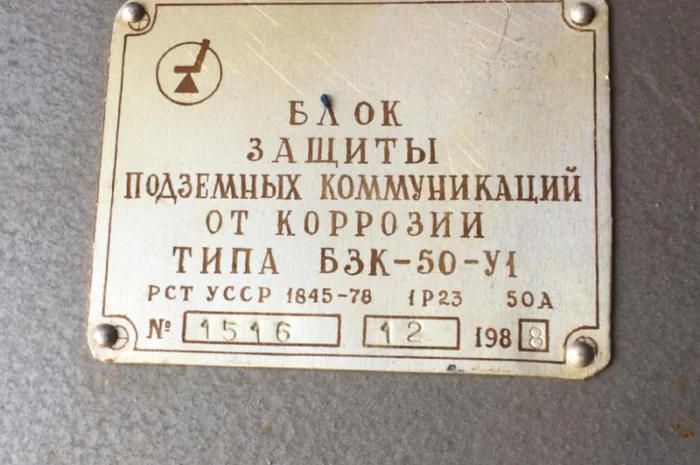 БЛОК
ЗАЩИТЫ
ПОДЗЕМНЫХ КОММУНИКАЦИЙ
ОТ КОРРОЗИИ
ТИПА БЗК-50-У1
РСТ УССР 1845-78 1Р23 50А
№ 1516 12 1988